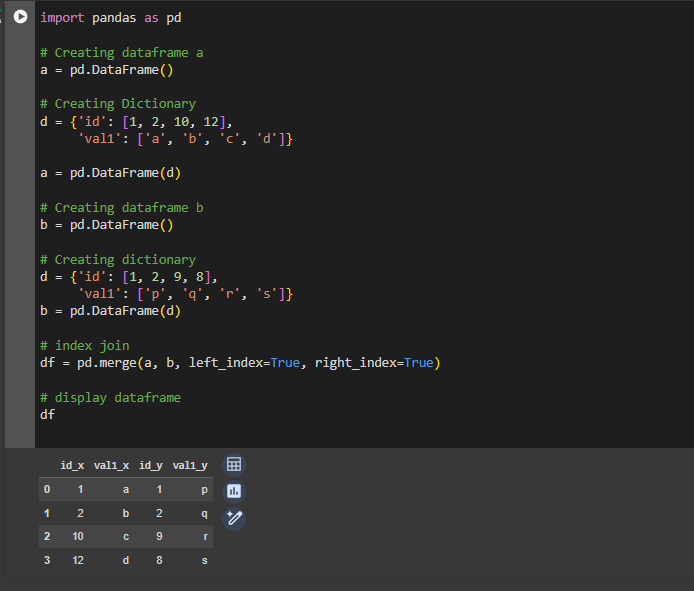 import pandas as pd
# Creating dataframe a
a = pd.DataFrame()
# Creating Dictionary
d = {'id': [1, 2, 10, 12],
'val1': ['a', 'b', 'c', 'd']}
a = pd.DataFrame(d)
# Creating dataframe b
b = pd.DataFrame()
# Creating dictionary
d = {'id': [1, 2, 9, 8],
'val1': ['p', 'q', 'r', 's']}
b = pd.DataFrame(d)
# index join
df = pd.merge(a, b, left_index=True, right_index=True)
# display dataframe
df
id_x val1_x id_y val1_y
0 1 a 1 p
1 2 b 2 q
2 10 c 9 r
3 12 d 8 s